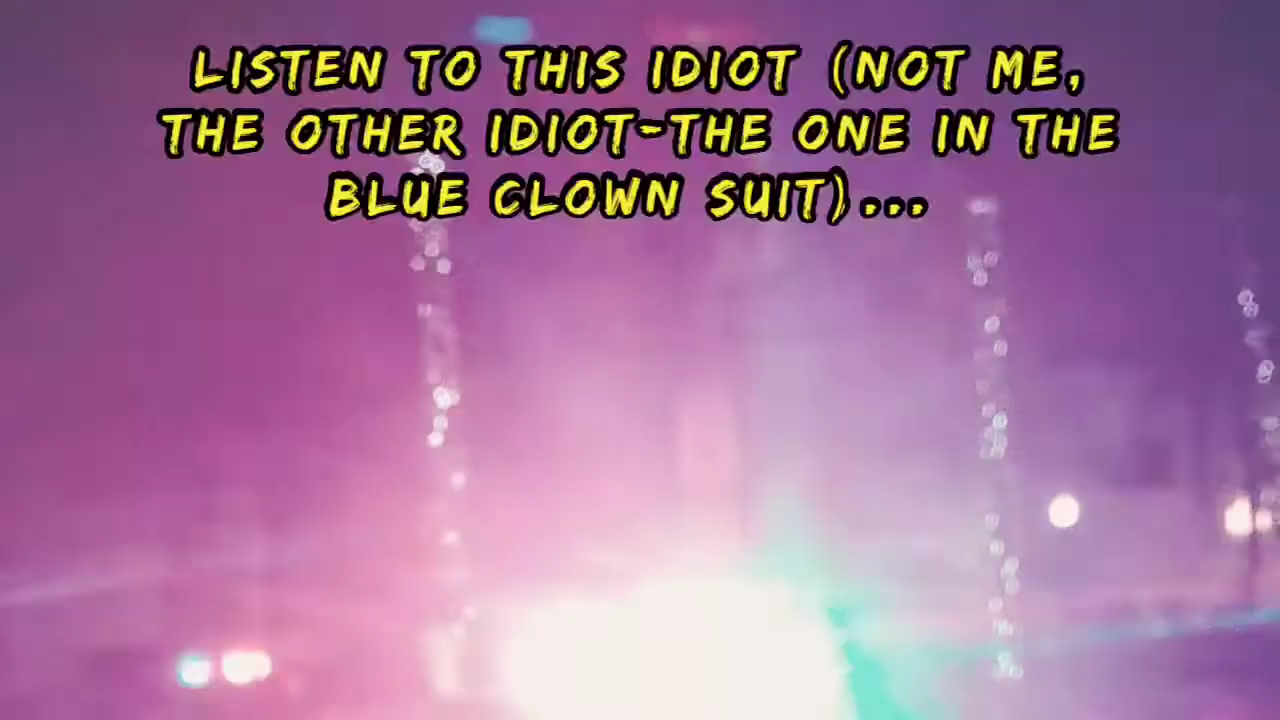 LISTEN TO THIS IDIOT (NOT ME,
THE OTHER IDIOT-THE ONE IN THE
BLUE CLOWN SUIT)...